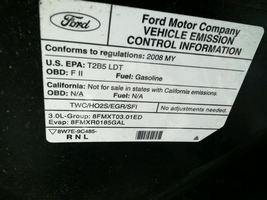 Ford
Ford Motor Company
VEHICLE EMISSION
CONTROL INFORMATION
Conforms to regulations: 2008 MY
U.S. EPA: T2B5 LDT
OBD: F II Fuel: Gasoline
California: Not for sale in states with California emissions.
OBD: N/A Fuel: N/A
TWC/HO2S/EGR/SFI No adjustments needed.
3.0L-Group: 8FMXT03.01ED
Evap: 8FMXR0185GAL
8W7E-9C485-
R N L